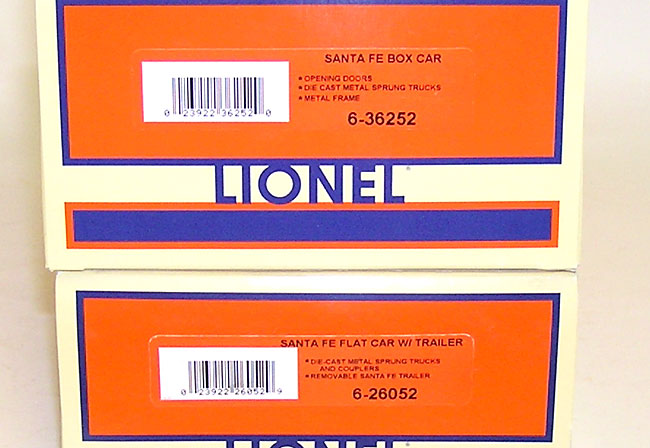 SANTA FE BOX CAR
• OPENING DOORS
• DIE CAST METAL SPRUNG TRUCKS
• METAL FRAME
0 23922 36252 0
6-36252
LIONEL
SANTA FE FLAT CAR W/ TRAILER
• DIE-CAST METAL SPRUNG TRUCKS
AND COUPLERS
• REMOVABLE SANTA FE TRAILER
0 23922 26052 9
6-26052
LIONEL